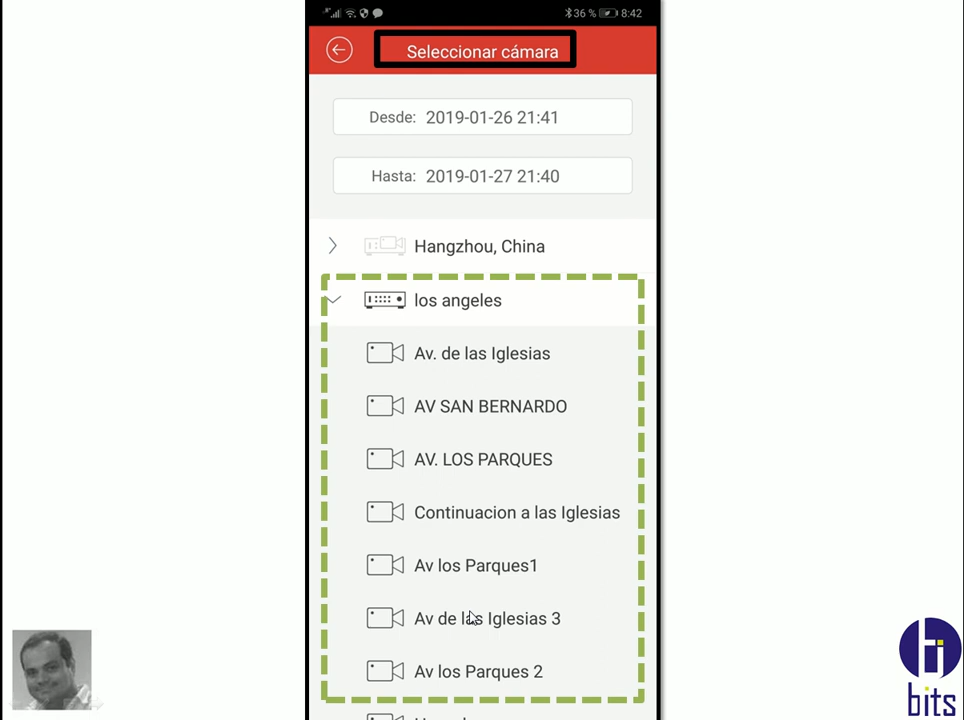 36 % 8:42
Seleccionar cámara
Desde: 2019-01-26 21:41
Hasta: 2019-01-27 21:40
Hangzhou, China
los angeles
Av. de las Iglesias
AV SAN BERNARDO
AV. LOS PARQUES
Continuacion a las Iglesias
Av los Parques1
Av de las Iglesias 3
Av los Parques 2
bits